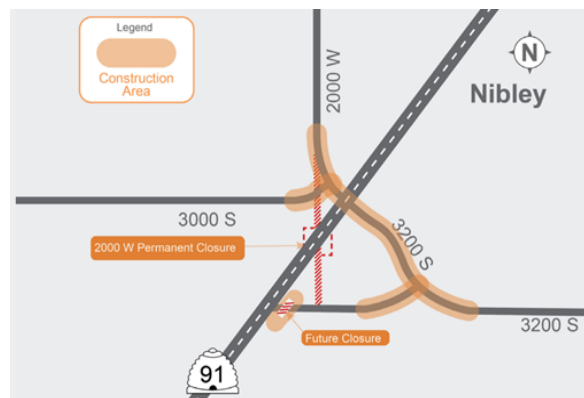 Legend
Construction
Area
2000 W
N
Nibley
3000 S
3200 S
2000 W Permanent Closure
3200 S
Future Closure
91